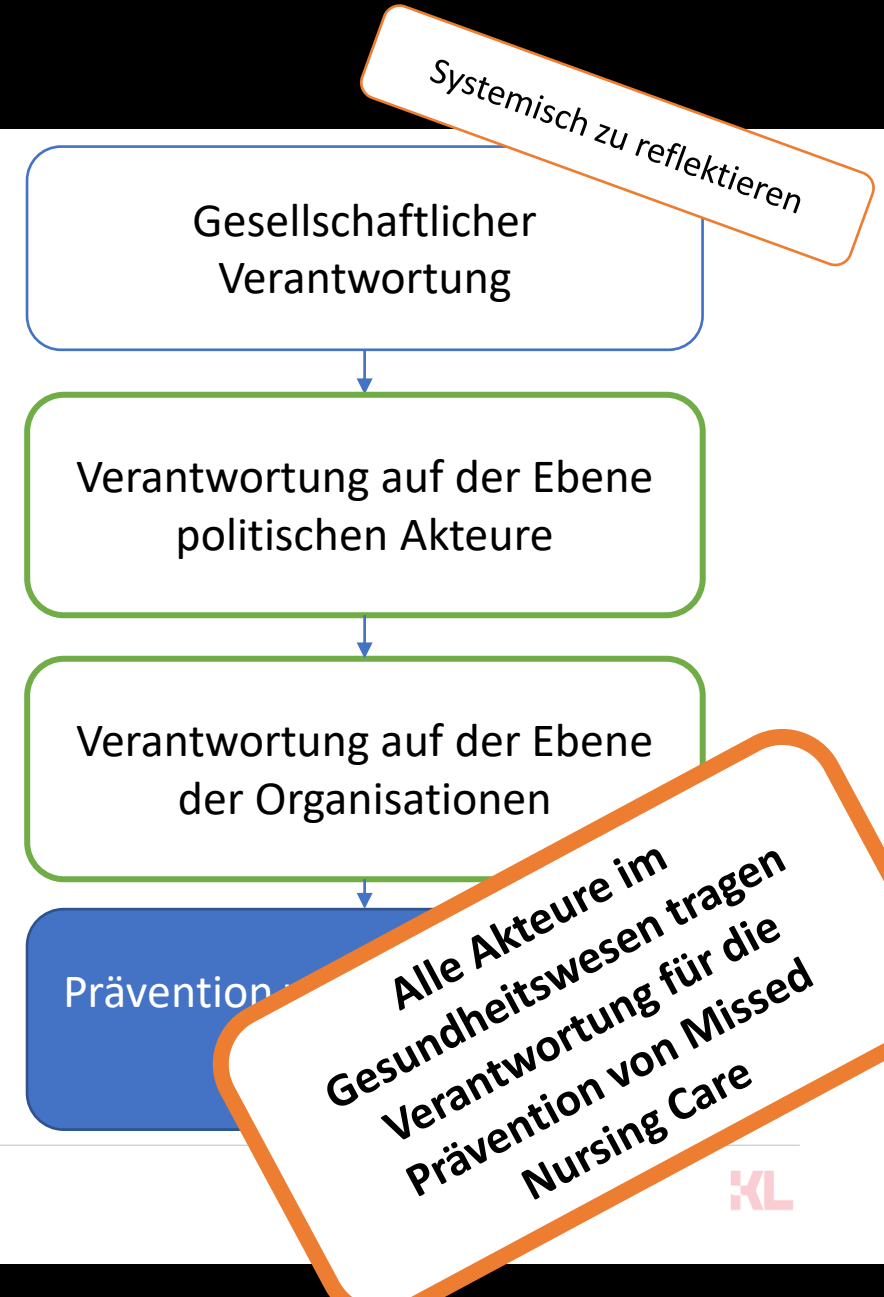 Systemisch zu reflektieren
Gesellschaftlicher
Verantwortung
Verantwortung auf der Ebene
politischen Akteure
Verantwortung auf der Ebene
der Organisationen
Prävention
Alle Akteure im
Gesundheitswesen tragen
Verantwortung für die
Prävention von Missed
Nursing Care
KL